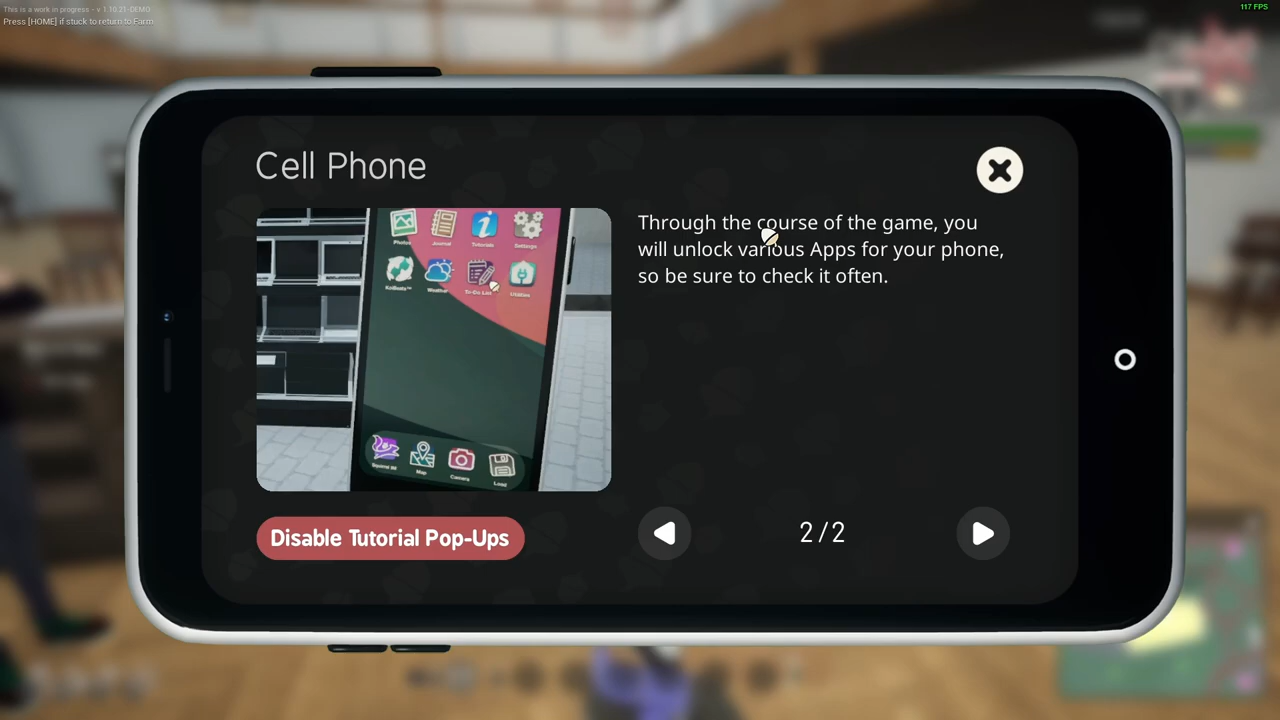 This is a work in progress - v 1.10.21-DEMO
Press [HOME] if stuck to return to Farm
117 FPS
Cell Phone
Photos Journal Tutorials Settings
Weather To-Do List Utilities
Map Camera Load
Through the course of the game, you
will unlock various Apps for your phone,
so be sure to check it often.
Disable Tutorial Pop-Ups
2/2